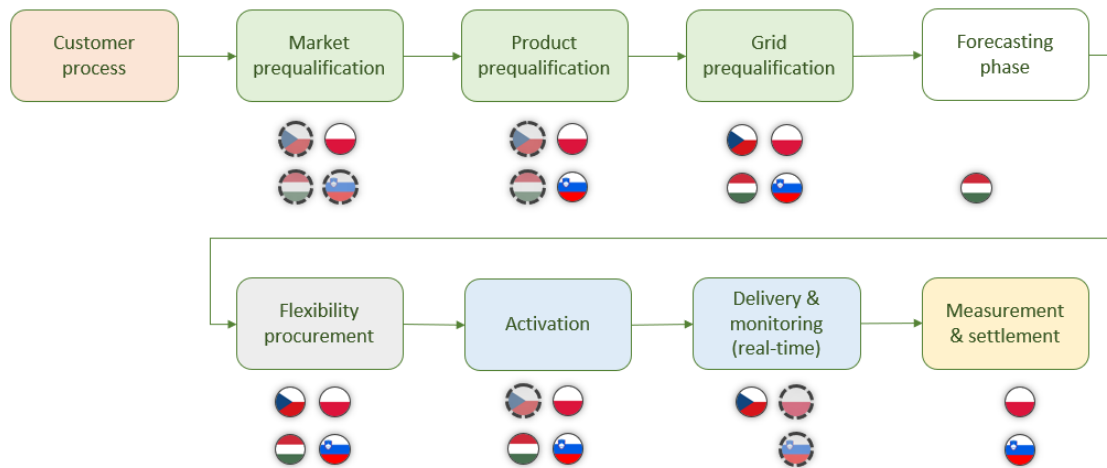 Customer
process
Market
prequalification
Product
prequalification
Grid
prequalification
Forecasting
phase
Flexibility
procurement
Activation
Delivery &
monitoring
(real-time)
Measurement
& settlement